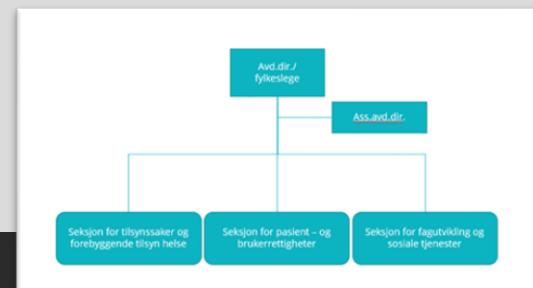 Avd.dir./
fylkeslege
Ass.avd.dir.
Seksjon for tilsynssaker og
forebyggende tilsyn helse
Seksjon for pasient – og
brukerrettigheter
Seksjon for fagutvikling og
sosiale tjenester